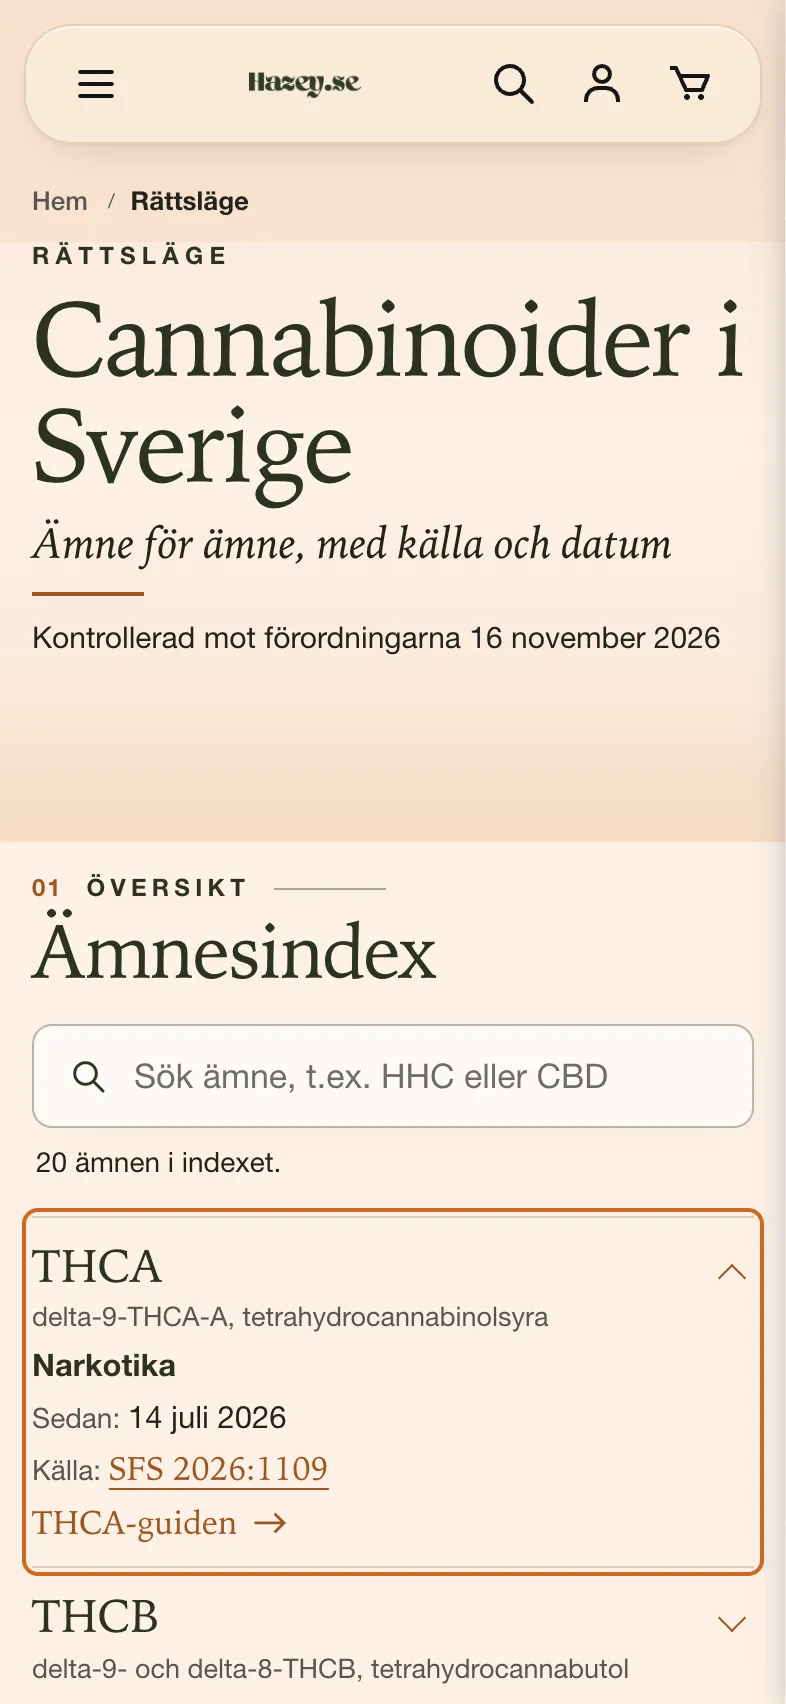 Hazey.se
Hem / Rättsläge
RÄTTSLÄGE
Cannabinoider i
Sverige
Ämne för ämne, med källa och datum
Kontrollerad mot förordningarna 16 november 2026
01 ÖVERSIKT
Ämnesindex
Sök ämne, t.ex. HHC eller CBD
20 ämnen i indexet.
THCA
delta-9-THCA-A, tetrahydrocannabinolsyra
Narkotika
Sedan: 14 juli 2026
Källa: SFS 2026:1109
THCA-guiden →
THCB
delta-9- och delta-8-THCB, tetrahydrocannabutol